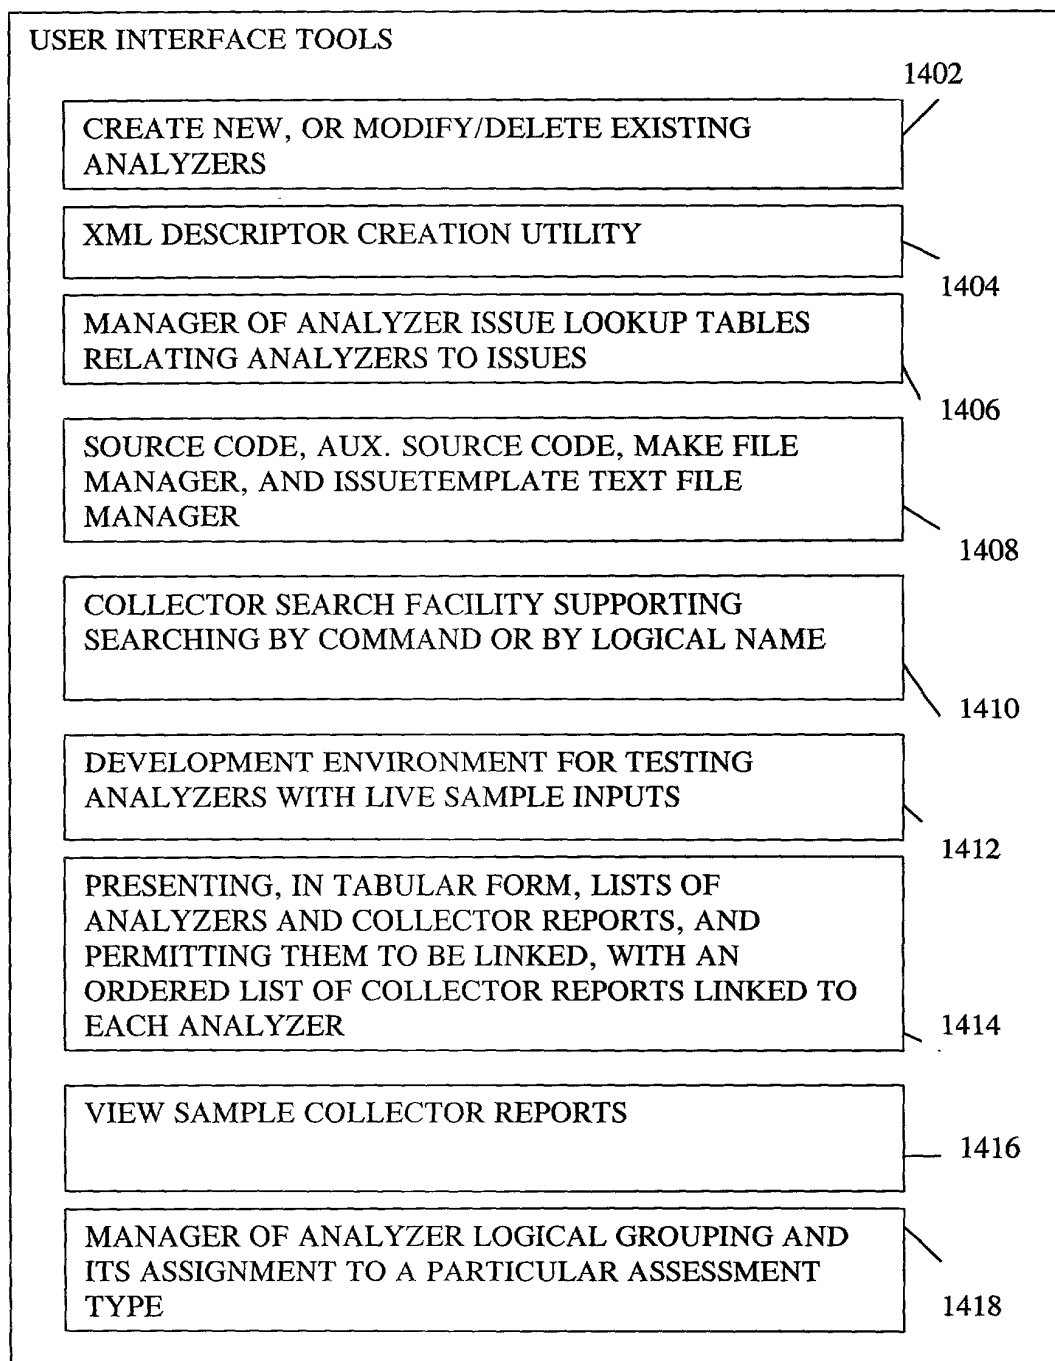 USER INTERFACE TOOLS
1402
CREATE NEW, OR MODIFY/DELETE EXISTING
ANALYZERS
XML DESCRIPTOR CREATION UTILITY
1404
MANAGER OF ANALYZER ISSUE LOOKUP TABLES
RELATING ANALYZERS TO ISSUES
1406
SOURCE CODE, AUX. SOURCE CODE, MAKE FILE
MANAGER, AND ISSUETEMPLATE TEXT FILE
MANAGER
1408
COLLECTOR SEARCH FACILITY SUPPORTING
SEARCHING BY COMMAND OR BY LOGICAL NAME
1410
DEVELOPMENT ENVIRONMENT FOR TESTING
ANALYZERS WITH LIVE SAMPLE INPUTS
1412
PRESENTING, IN TABULAR FORM, LISTS OF
ANALYZERS AND COLLECTOR REPORTS, AND
PERMITTING THEM TO BE LINKED, WITH AN
ORDERED LIST OF COLLECTOR REPORTS LINKED TO
EACH ANALYZER
1414
VIEW SAMPLE COLLECTOR REPORTS
1416
MANAGER OF ANALYZER LOGICAL GROUPING AND
ITS ASSIGNMENT TO A PARTICULAR ASSESSMENT
TYPE
1418